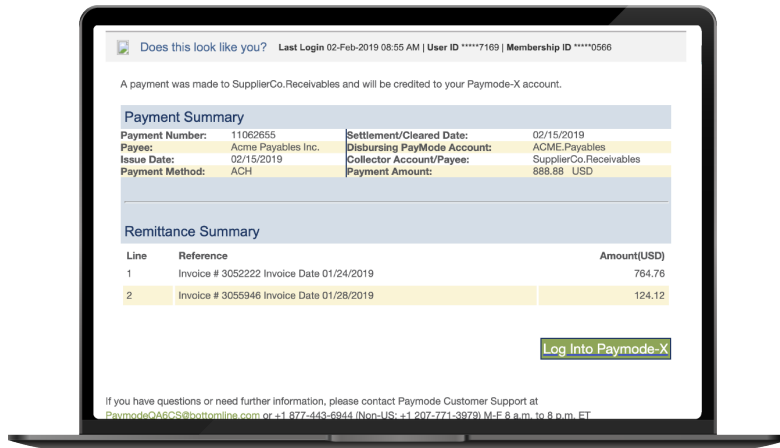 Does this look like you? Last Login 02-Feb-2019 08:55 AM | User ID *****7169 | Membership ID *****0566
A payment was made to SupplierCo.Receivables and will be credited to your Paymode-X account.
Payment Summary
Payment Number: 11062655 Settlement/Cleared Date: 02/15/2019
Payee: Acme Payables Inc. Disbursing PayMode Account: ACME.Payables
Issue Date: 02/15/2019 Collector Account/Payee: SupplierCo.Receivables
Payment Method: ACH Payment Amount: 888.88 USD
Remittance Summary
Line Reference Amount(USD)
1 Invoice # 3052222 Invoice Date 01/24/2019 764.76
2 Invoice # 3055946 Invoice Date 01/28/2019 124.12
Log Into Paymode-X
If you have questions or need further information, please contact Paymode Customer Support at
PaymodeQA6CS@bottomline.com or +1 877-443-6944 (Non-US: +1 207-771-3979) M-F 8 a.m. to 8 p.m. ET